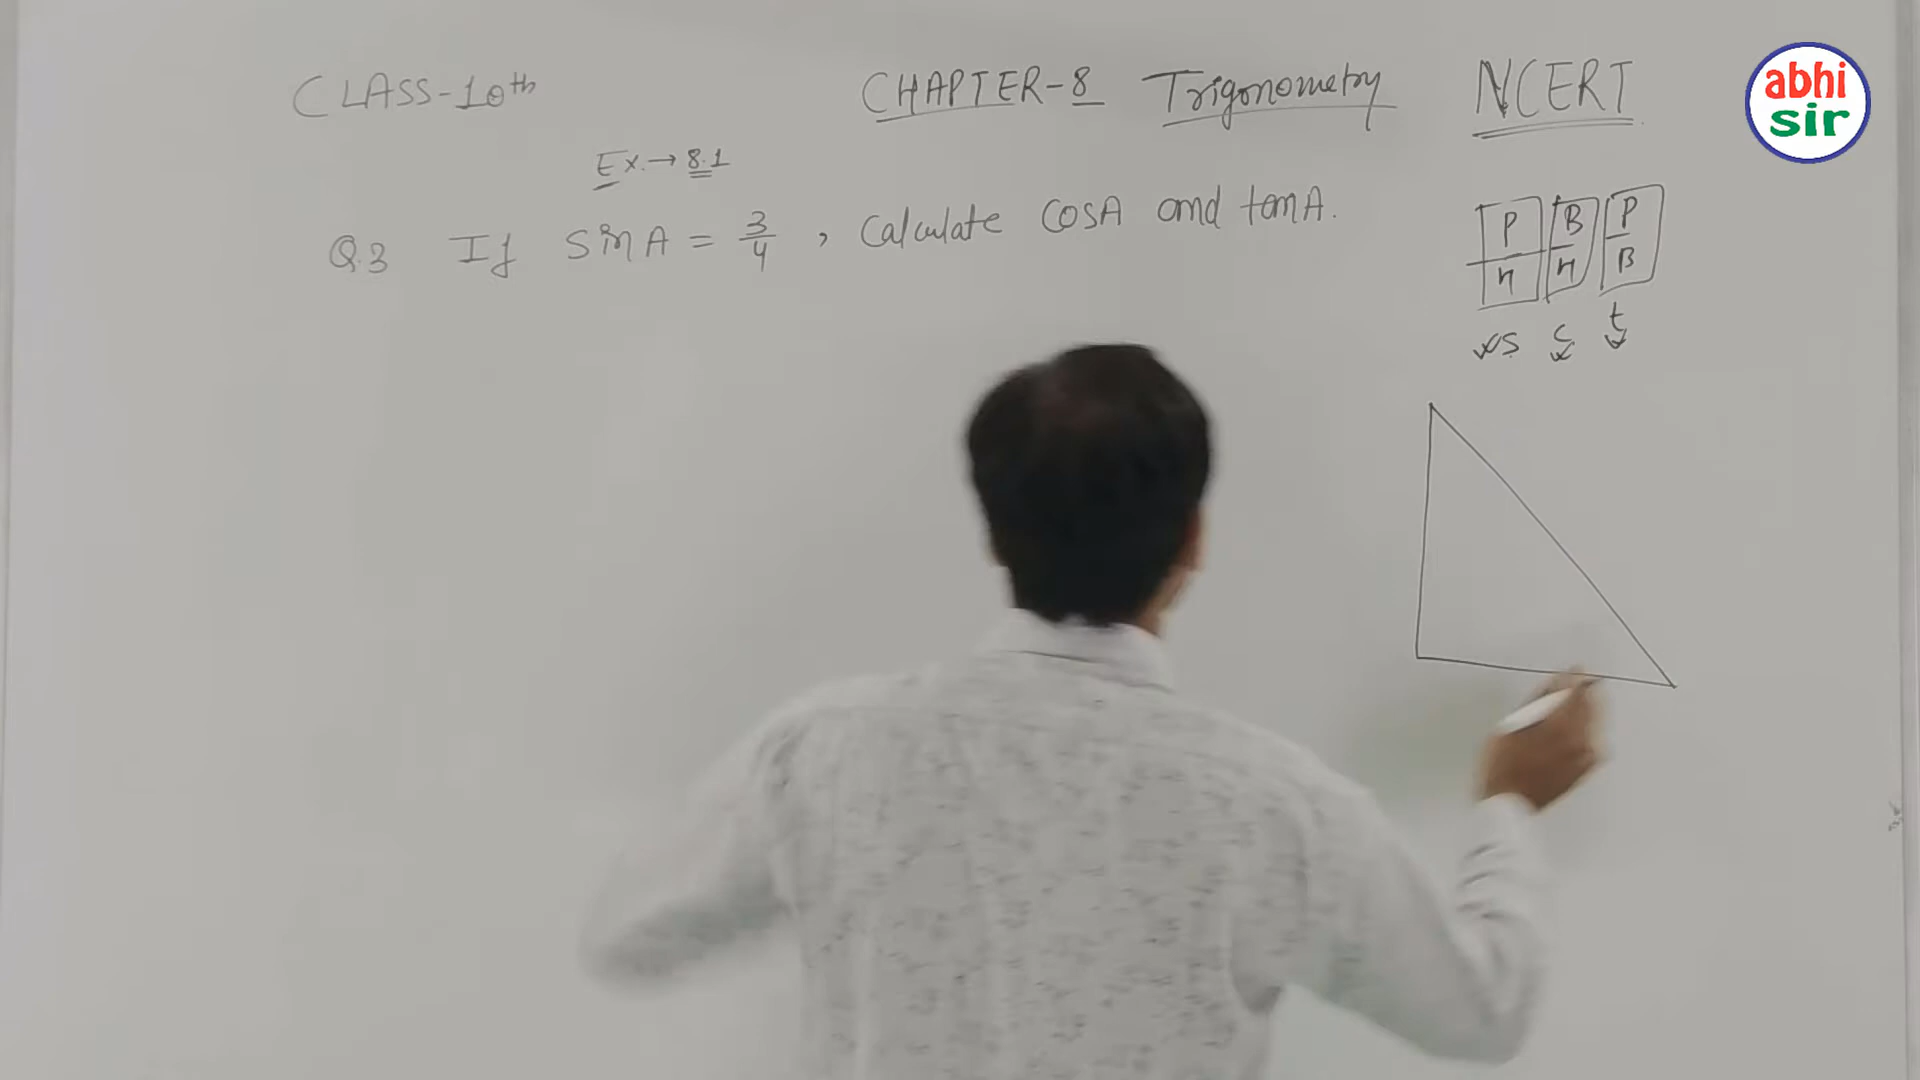 CLASS-10th CHAPTER-8 Trigonometry NCERT
abhi
sir
Ex.→8.1
Q.3 If sinA = 3/4 , Calculate COSA and tanA.
P B P
H H B
S C t